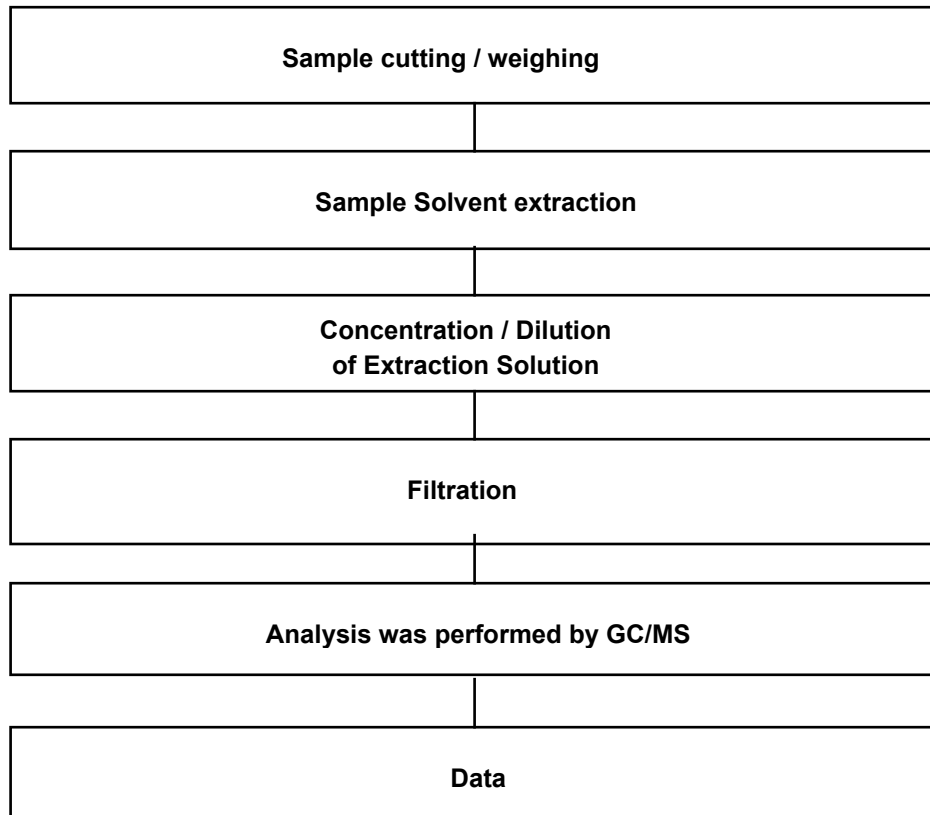 Sample cutting / weighing
Sample Solvent extraction
Concentration / Dilution
of Extraction Solution
Filtration
Analysis was performed by GC/MS
Data